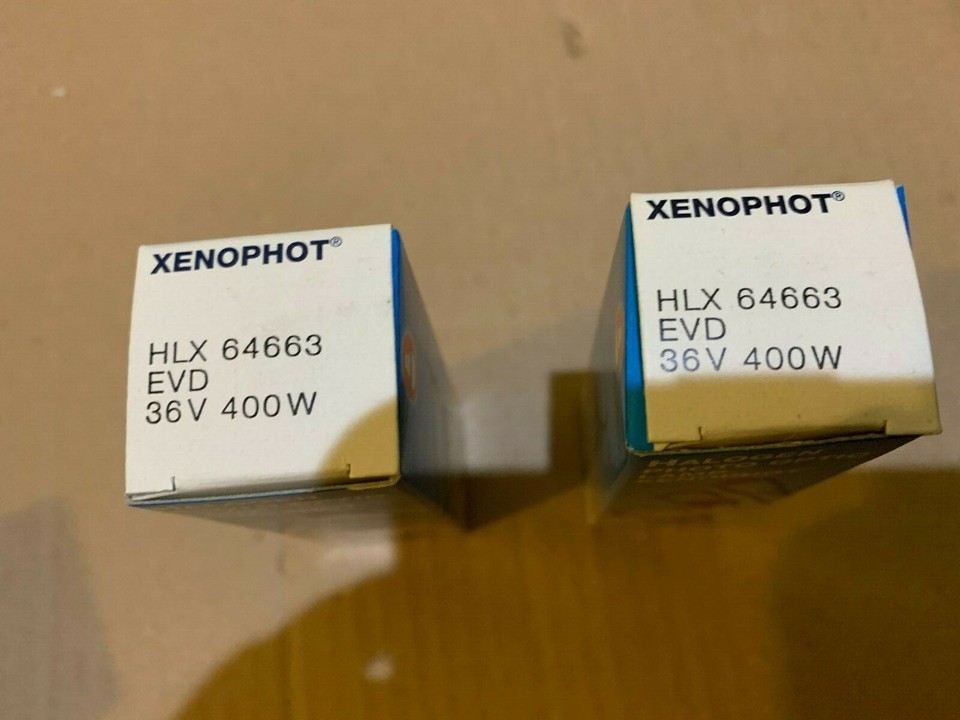 XENOPHOT®
HLX 64663
EVD
36V 400W
XENOPHOT®
HLX 64663
EVD
36V 400W